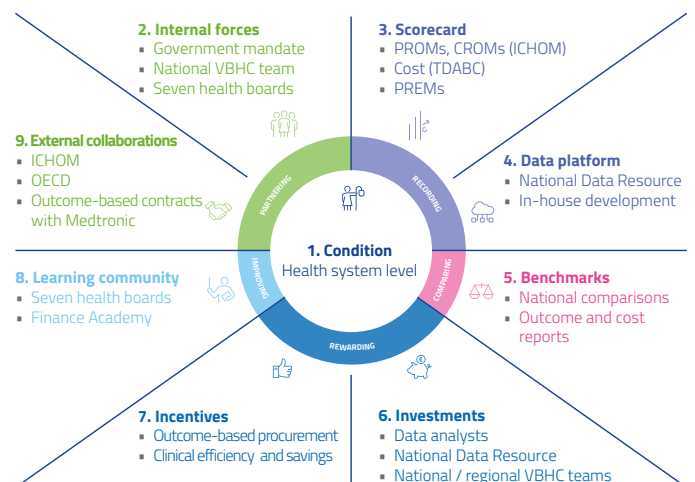 2. Internal forces
▪ Government mandate
▪ National VBHC team
▪ Seven health boards
3. Scorecard
▪ PROMs, CROMs (ICHOM)
▪ Cost (TDABC)
▪ PREMs
9. External collaborations
▪ ICHOM
▪ OECD
▪ Outcome-based contracts
with Medtronic
4. Data platform
▪ National Data Resource
▪ In-house development
PARTNERING
RECORDING
1. Condition
Health system level
IMPROVING
COMPARING
REWARDING
8. Learning community
▪ Seven health boards
▪ Finance Academy
5. Benchmarks
▪ National comparisons
▪ Outcome and cost
reports
7. Incentives
▪ Outcome-based procurement
▪ Clinical efficiency and savings
6. Investments
▪ Data analysts
▪ National Data Resource
▪ National / regional VBHC teams